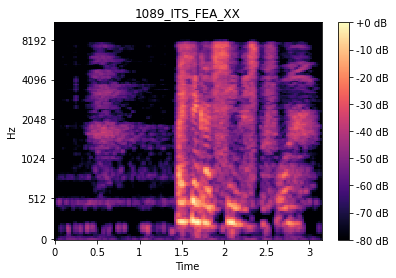 1089_ITS_FEA_XX
+0 dB
8192
-10 dB
4096
-20 dB
-30 dB
2048
Hz
-40 dB
1024
-50 dB
512
-60 dB
-70 dB
0
-80 dB
0 0.5 1 1.5 2 2.5 3
Time